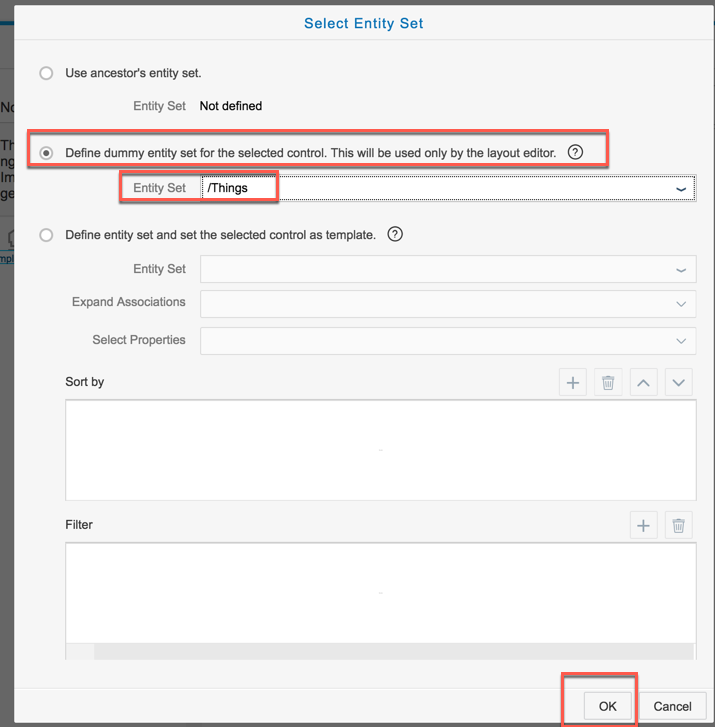 Select Entity Set
Use ancestor's entity set.
Entity Set Not defined
Define dummy entity set for the selected control. This will be used only by the layout editor. ?
Entity Set /Things
Define entity set and set the selected control as template. ?
Entity Set
Expand Associations
Select Properties
Sort by
Filter
OK Cancel